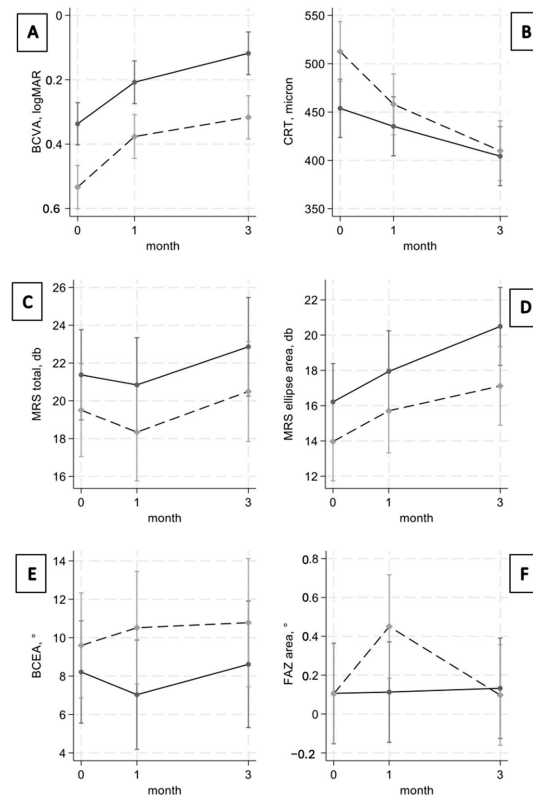 A
BCVA, logMAR
0
0.2
0.4
0.6
0 1 3
month
B
CRT, micron
550
500
450
400
350
0 1 3
month
C
MRS total, db
26
24
22
20
18
16
0 1 3
month
D
MRS ellipse area, db
22
20
18
16
14
12
0 1 3
month
E
BCEA, °
14
12
10
8
6
4
0 1 3
month
F
FAZ area, °
0.8
0.6
0.4
0.2
0
−0.2
0 1 3
month